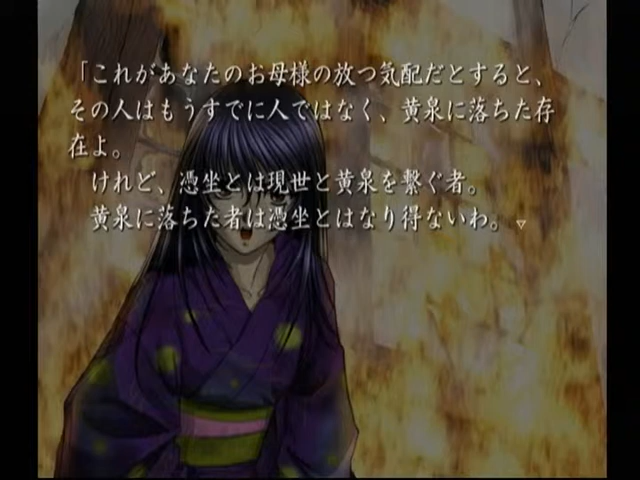 「これがあなたのお母様の放つ気配だとすると、
その人はもうすでに人ではなく、黄泉に落ちた存
在よ。
けれど、憑坐とは現世と黄泉を繋ぐ者。
黄泉に落ちた者は憑坐とはなり得ないわ。